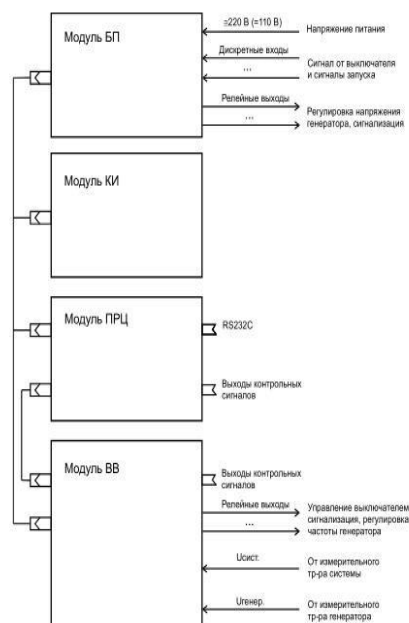 Модуль БП
≅220 В (=110 В)
Напряжение питания
Дискретные входы
...
Сигнал от выключателя
и сигналы запуска
Релейные выходы
...
Регулировка напряжения
генератора, сигнализация
Модуль КИ
Модуль ПРЦ
RS232C
Выходы контрольных
сигналов
Модуль ВВ
Выходы контрольных
сигналов
Релейные выходы
...
Управление выключателем
сигнализация, регулировка
частоты генератора
Uсист.
От измерительного
тр-ра системы
Uгенер.
От измерительного
тр-ра генератора